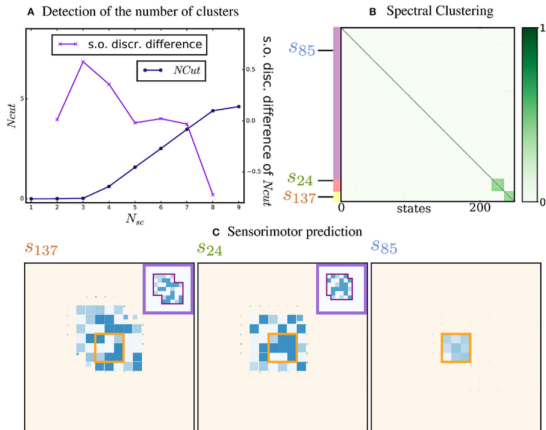 A Detection of the number of clusters
s.o. discr. difference
NCut
Ncut
5
0
1 2 3 4 5 6 7 8 9
N_sc
0.5
0.0
−0.5
s.o. disc. difference of Ncut
B Spectral Clustering
s_85
s_24
s_137
0 states 200
1
0
C Sensorimotor prediction
s_137 s_24 s_85